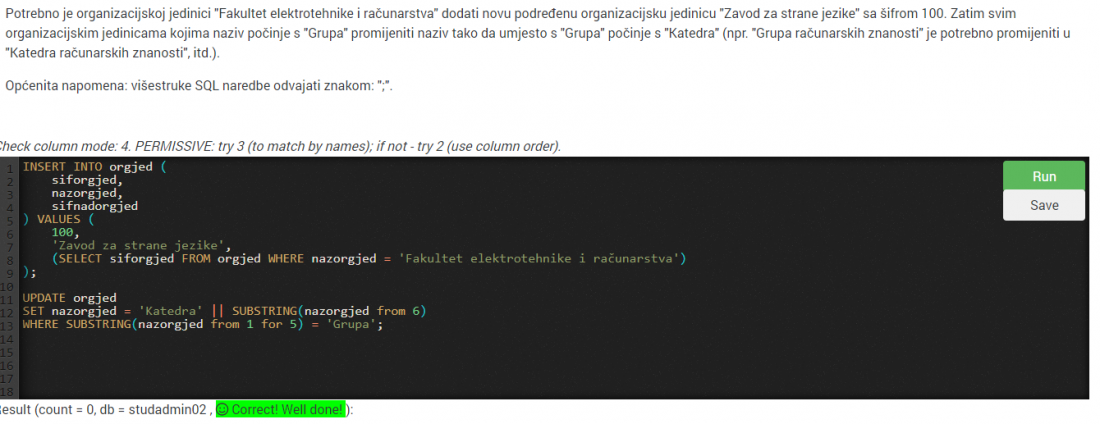 Potrebno je organizacijskoj jedinici "Fakultet elektrotehnike i računarstva" dodati novu podređenu organizacijsku jedinicu "Zavod za strane jezike" sa šifrom 100. Zatim svim
organizacijskim jedinicama kojima naziv počinje s "Grupa" promijeniti naziv tako da umjesto s "Grupa" počinje s "Katedra" (npr. "Grupa računarskih znanosti" je potrebno promijeniti u
"Katedra računarskih znanosti", itd.).
Općenita napomena: višestruke SQL naredbe odvajati znakom: ";".
Check column mode: 4. PERMISSIVE: try 3 (to match by names); if not - try 2 (use column order).
1 INSERT INTO orgjed (
2 siforgjed,
3 nazorgjed,
4 sifnadorgjed
5 ) VALUES (
6 100,
7 'Zavod za strane jezike',
8 (SELECT siforgjed FROM orgjed WHERE nazorgjed = 'Fakultet elektrotehnike i računarstva')
9 );
10
11 UPDATE orgjed
12 SET nazorgjed = 'Katedra' || SUBSTRING(nazorgjed from 6)
13 WHERE SUBSTRING(nazorgjed from 1 for 5) = 'Grupa';
14
15
16
17
18
Run
Save
Result (count = 0, db = studadmin02 , Correct! Well done! ):